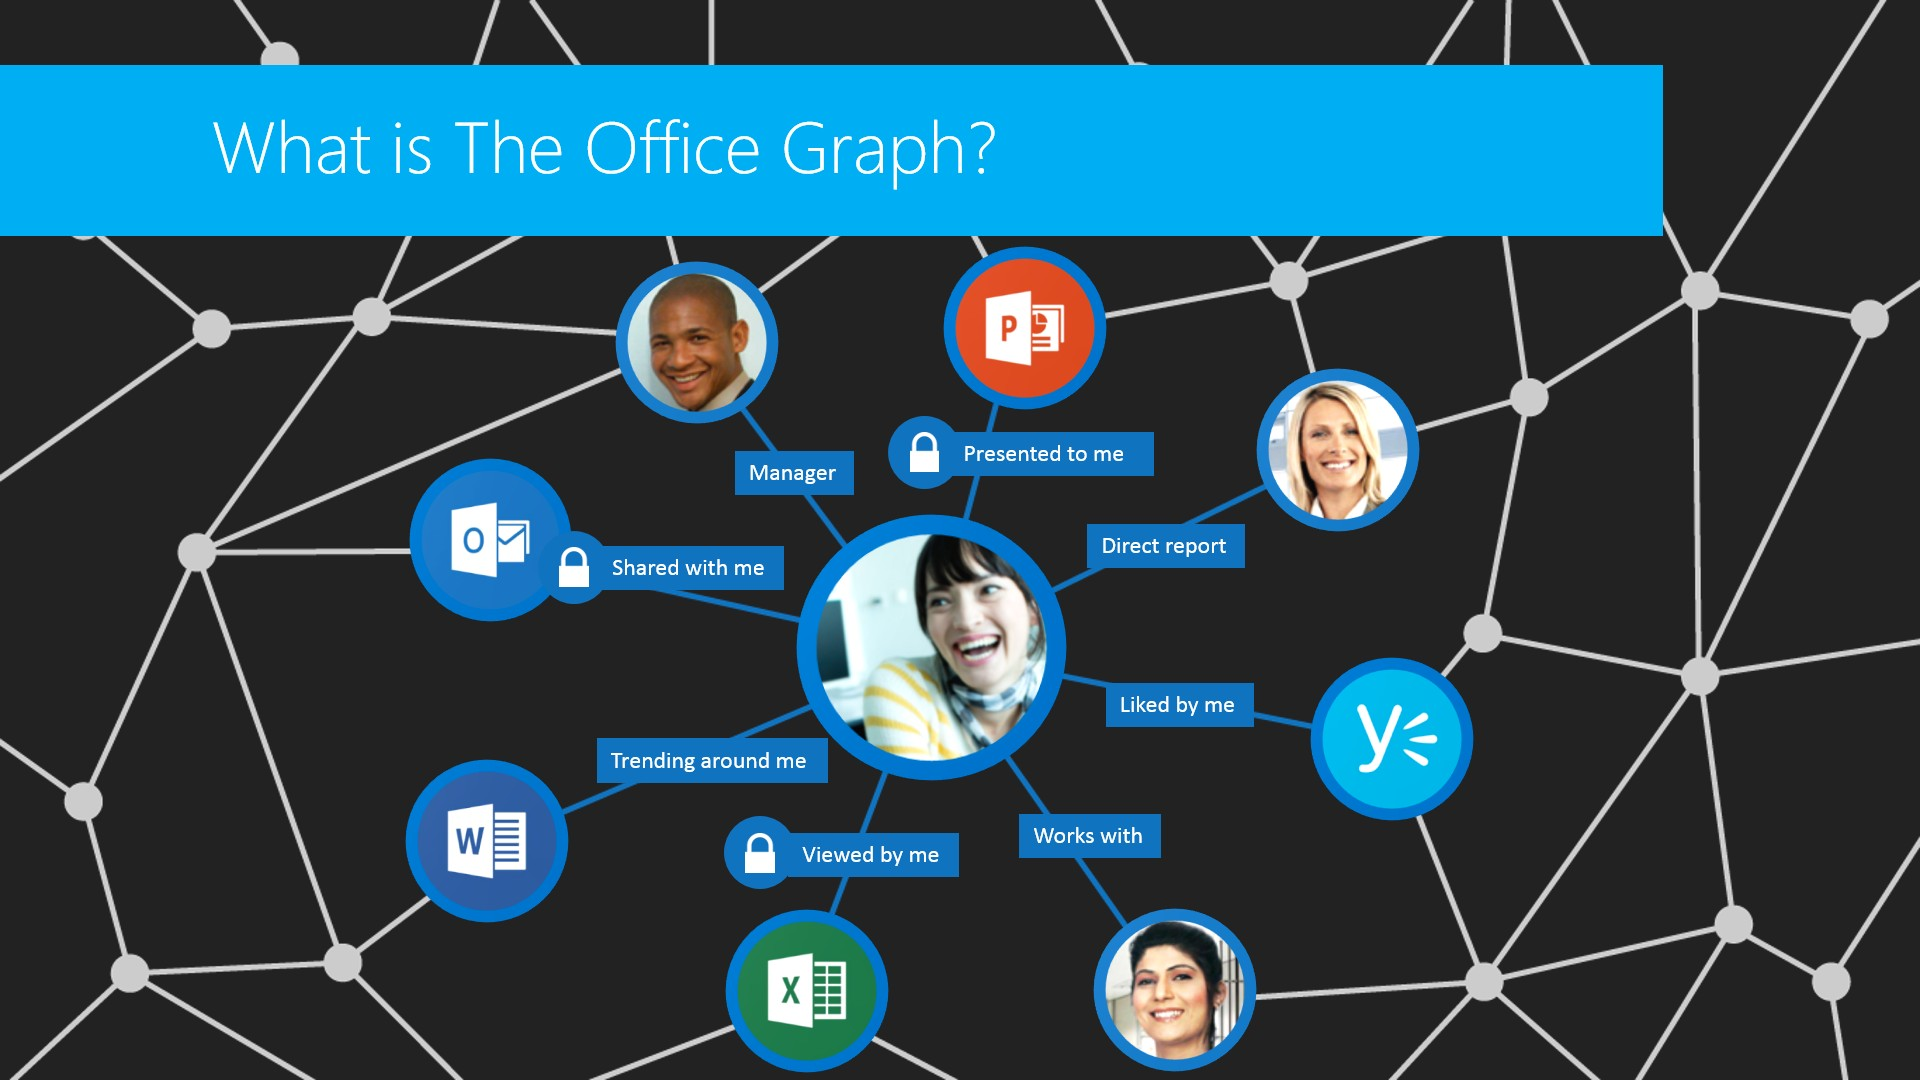 What is The Office Graph?
P
Manager
Presented to me
Direct report
O
Shared with me
Liked by me
y
Trending around me
W
Works with
Viewed by me
X